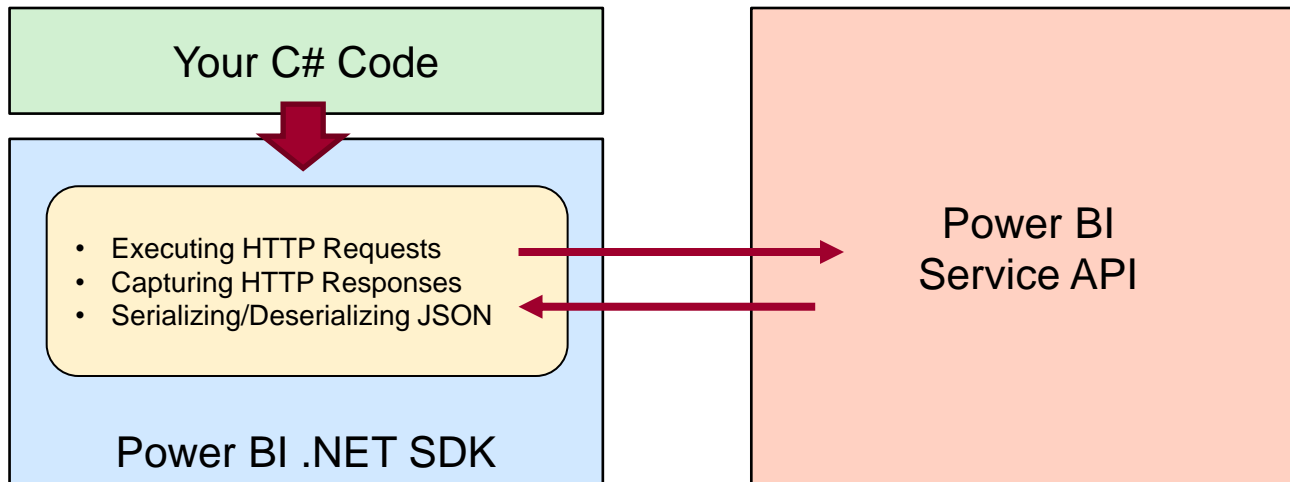 Your C# Code
• Executing HTTP Requests
• Capturing HTTP Responses
• Serializing/Deserializing JSON
Power BI .NET SDK
Power BI
Service API